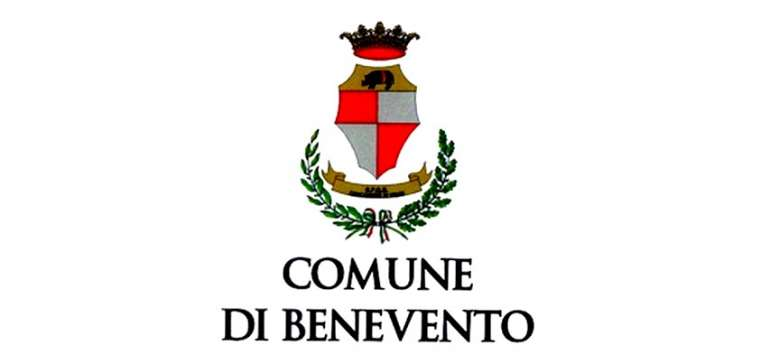 S.P.Q.B.
COMUNE
DI BENEVENTO